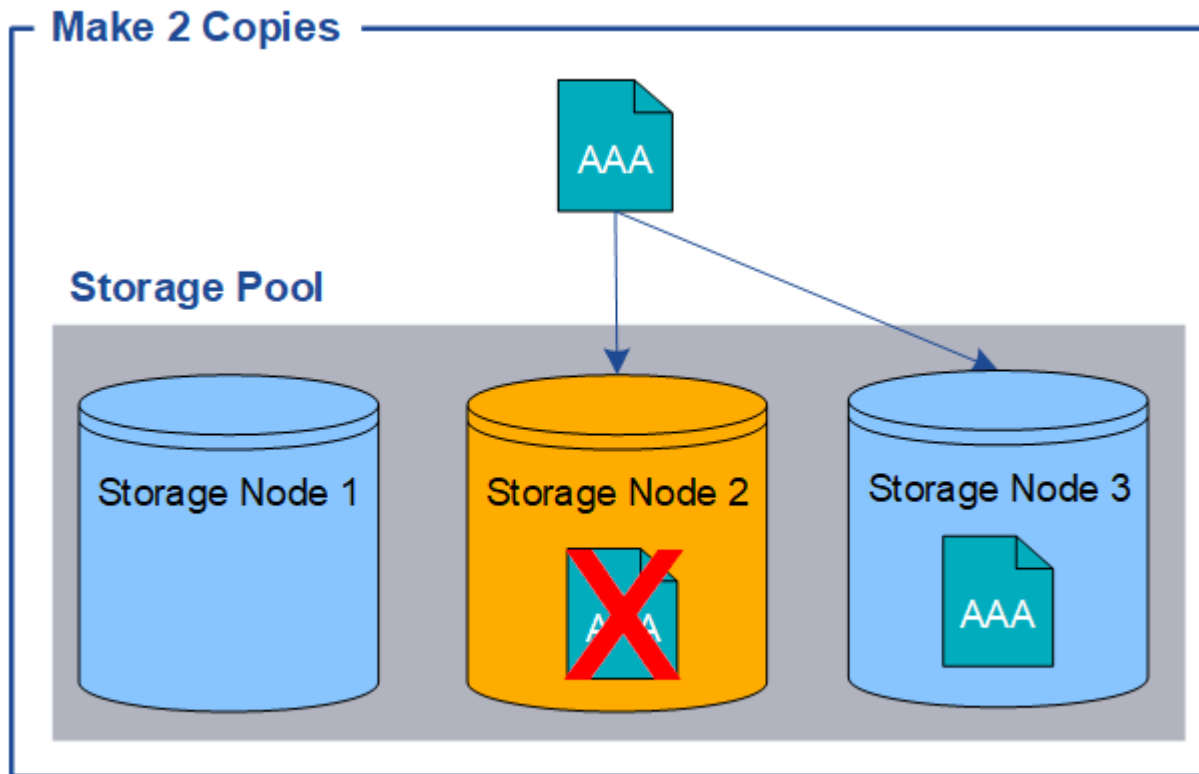 Make 2 Copies
AAA
Storage Pool
Storage Node 1
Storage Node 2
Storage Node 3
AAA